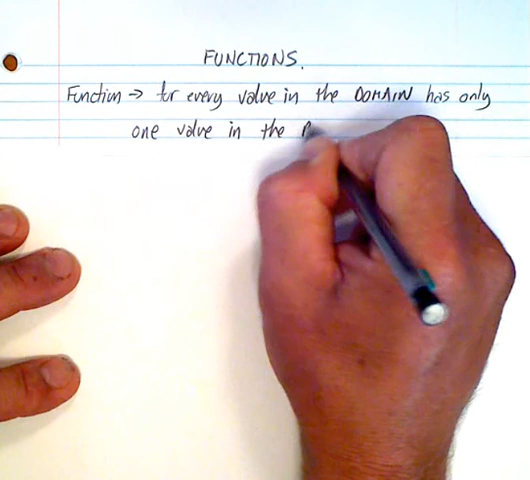 FUNCTIONS.
Function → for every value in the DOMAIN has only
one value in the